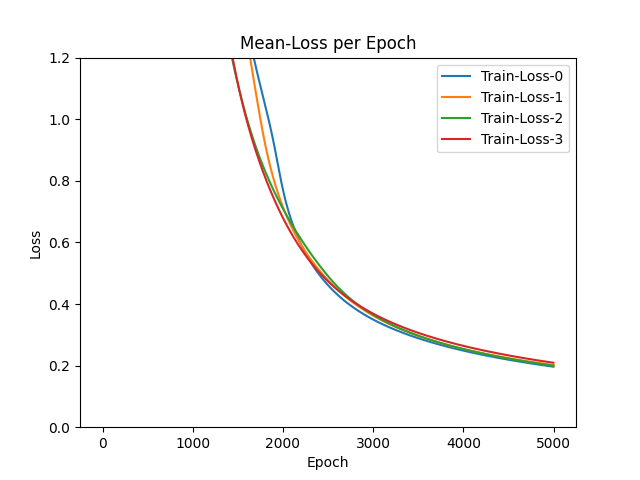 Mean-Loss per Epoch
Train-Loss-0
Train-Loss-1
Train-Loss-2
Train-Loss-3
Loss
1.2
1.0
0.8
0.6
0.4
0.2
0.0
0 1000 2000 3000 4000 5000
Epoch